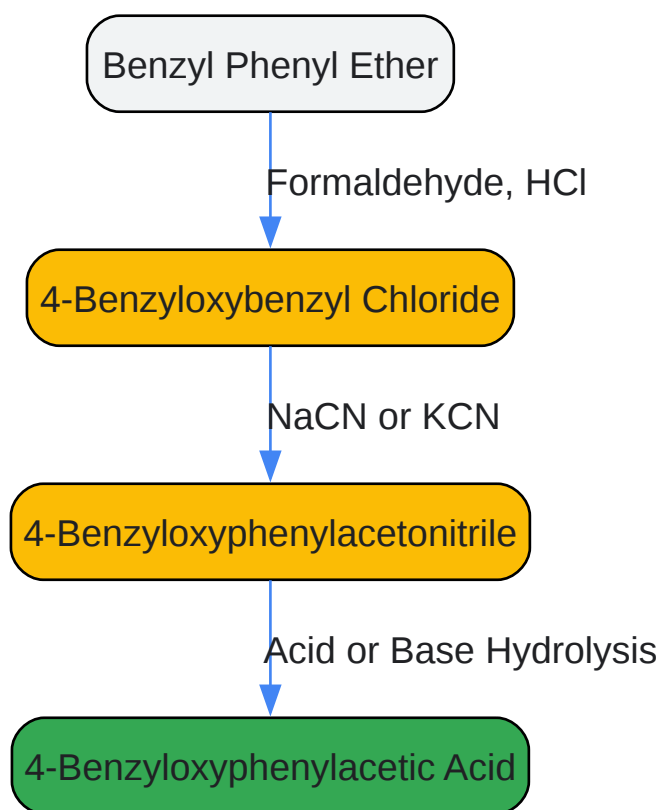 Benzyl Phenyl Ether
Formaldehyde, HCl
4-Benzyloxybenzyl Chloride
NaCN or KCN
4-Benzyloxyphenylacetonitrile
Acid or Base Hydrolysis
4-Benzyloxyphenylacetic Acid